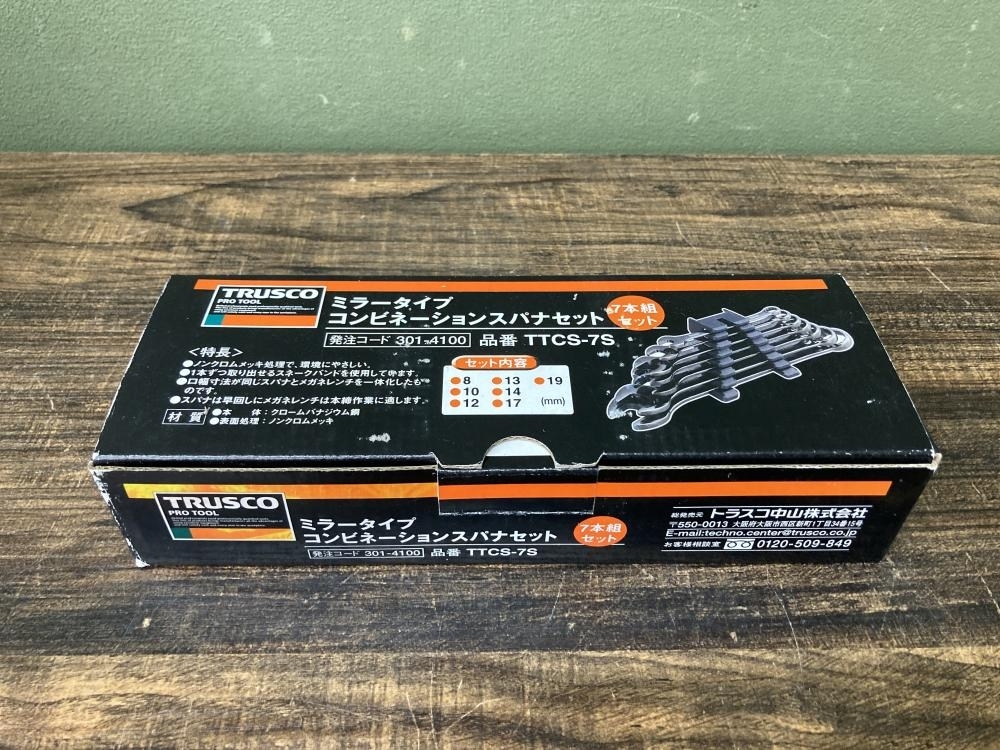 TRUSCO
PRO TOOL
ミラータイプ
コンビネーションスパナセット
7本組
セット
発注コード 301-4100 品番 TTCS-7S
<特長>
●ノンクロムメッキ処理で、環境にやさしい。
●1本ずつ取り出せるスネークバンドを使用しています。
●口幅寸法が同じスパナとメガネレンチを一体化したも
のです。
●スパナは早回しにメガネレンチは本締作業に適します。
材質
●本 体:クロームバナジウム鋼
●表面処理:ノンクロムメッキ
セット内容
●8 ●13 ●19
●10 ●14
●12 ●17 (mm)
TRUSCO
PRO TOOL
ミラータイプ
コンビネーションスパナセット
7本組
セット
発注コード 301-4100 品番 TTCS-7S
総発売元 トラスコ中山株式会社
〒550-0013 大阪府大阪市西区新町1丁目34番15号
E-mail:techno.center@trusco.co.jp
お客様相談室 0120-509-849